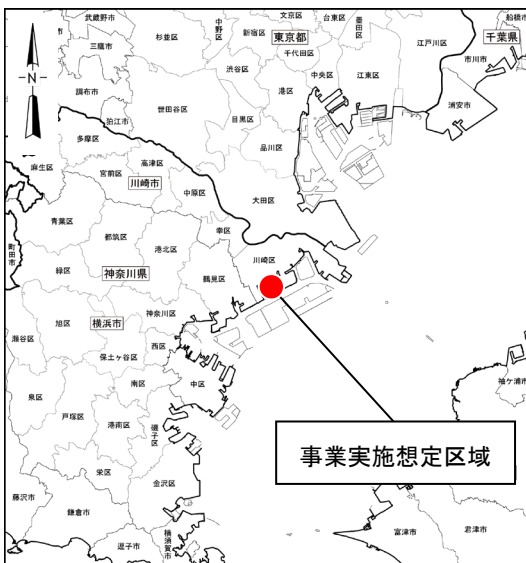 武蔵野市
杉並区
中野区
新宿区
文京区
台東区
墨田区
東京都
江戸川区
千葉県
船橋市
市川市
三鷹市
渋谷区
千代田区
中央区
江東区
浦安市
調布市
世田谷区
港区
狛江市
目黒区
品川区
多摩区
高津区
麻生区
宮前区
川崎市
中原区
大田区
青葉区
都筑区
港北区
幸区
川崎区
町田市
緑区
神奈川県
鶴見区
旭区
横浜市
神奈川区
瀬谷区
保土ヶ谷区
西区
南区
中区
袖ケ浦市
泉区
戸塚区
港南区
磯子区
事業実施想定区域
栄区
金沢区
藤沢市
鎌倉市
逗子市
横須賀市
富津市
君津市
N